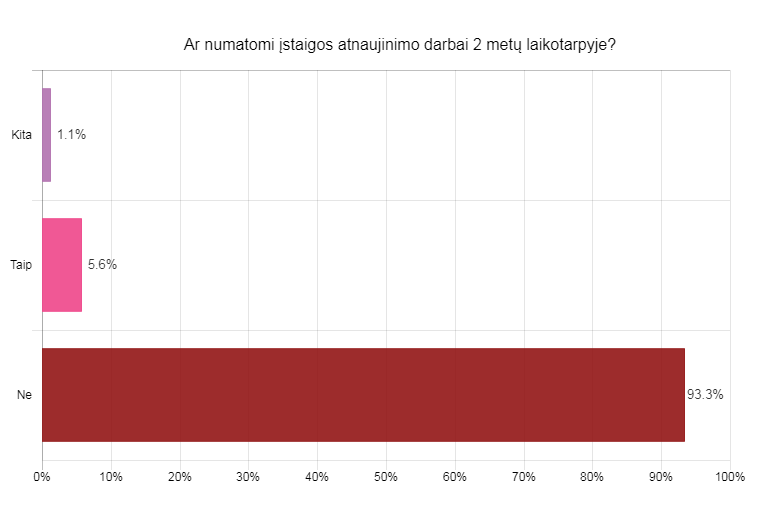 Ar numatomi įstaigos atnaujinimo darbai 2 metų laikotarpyje?
Kita 1.1%
Taip 5.6%
Ne 93.3%
0% 10% 20% 30% 40% 50% 60% 70% 80% 90% 100%